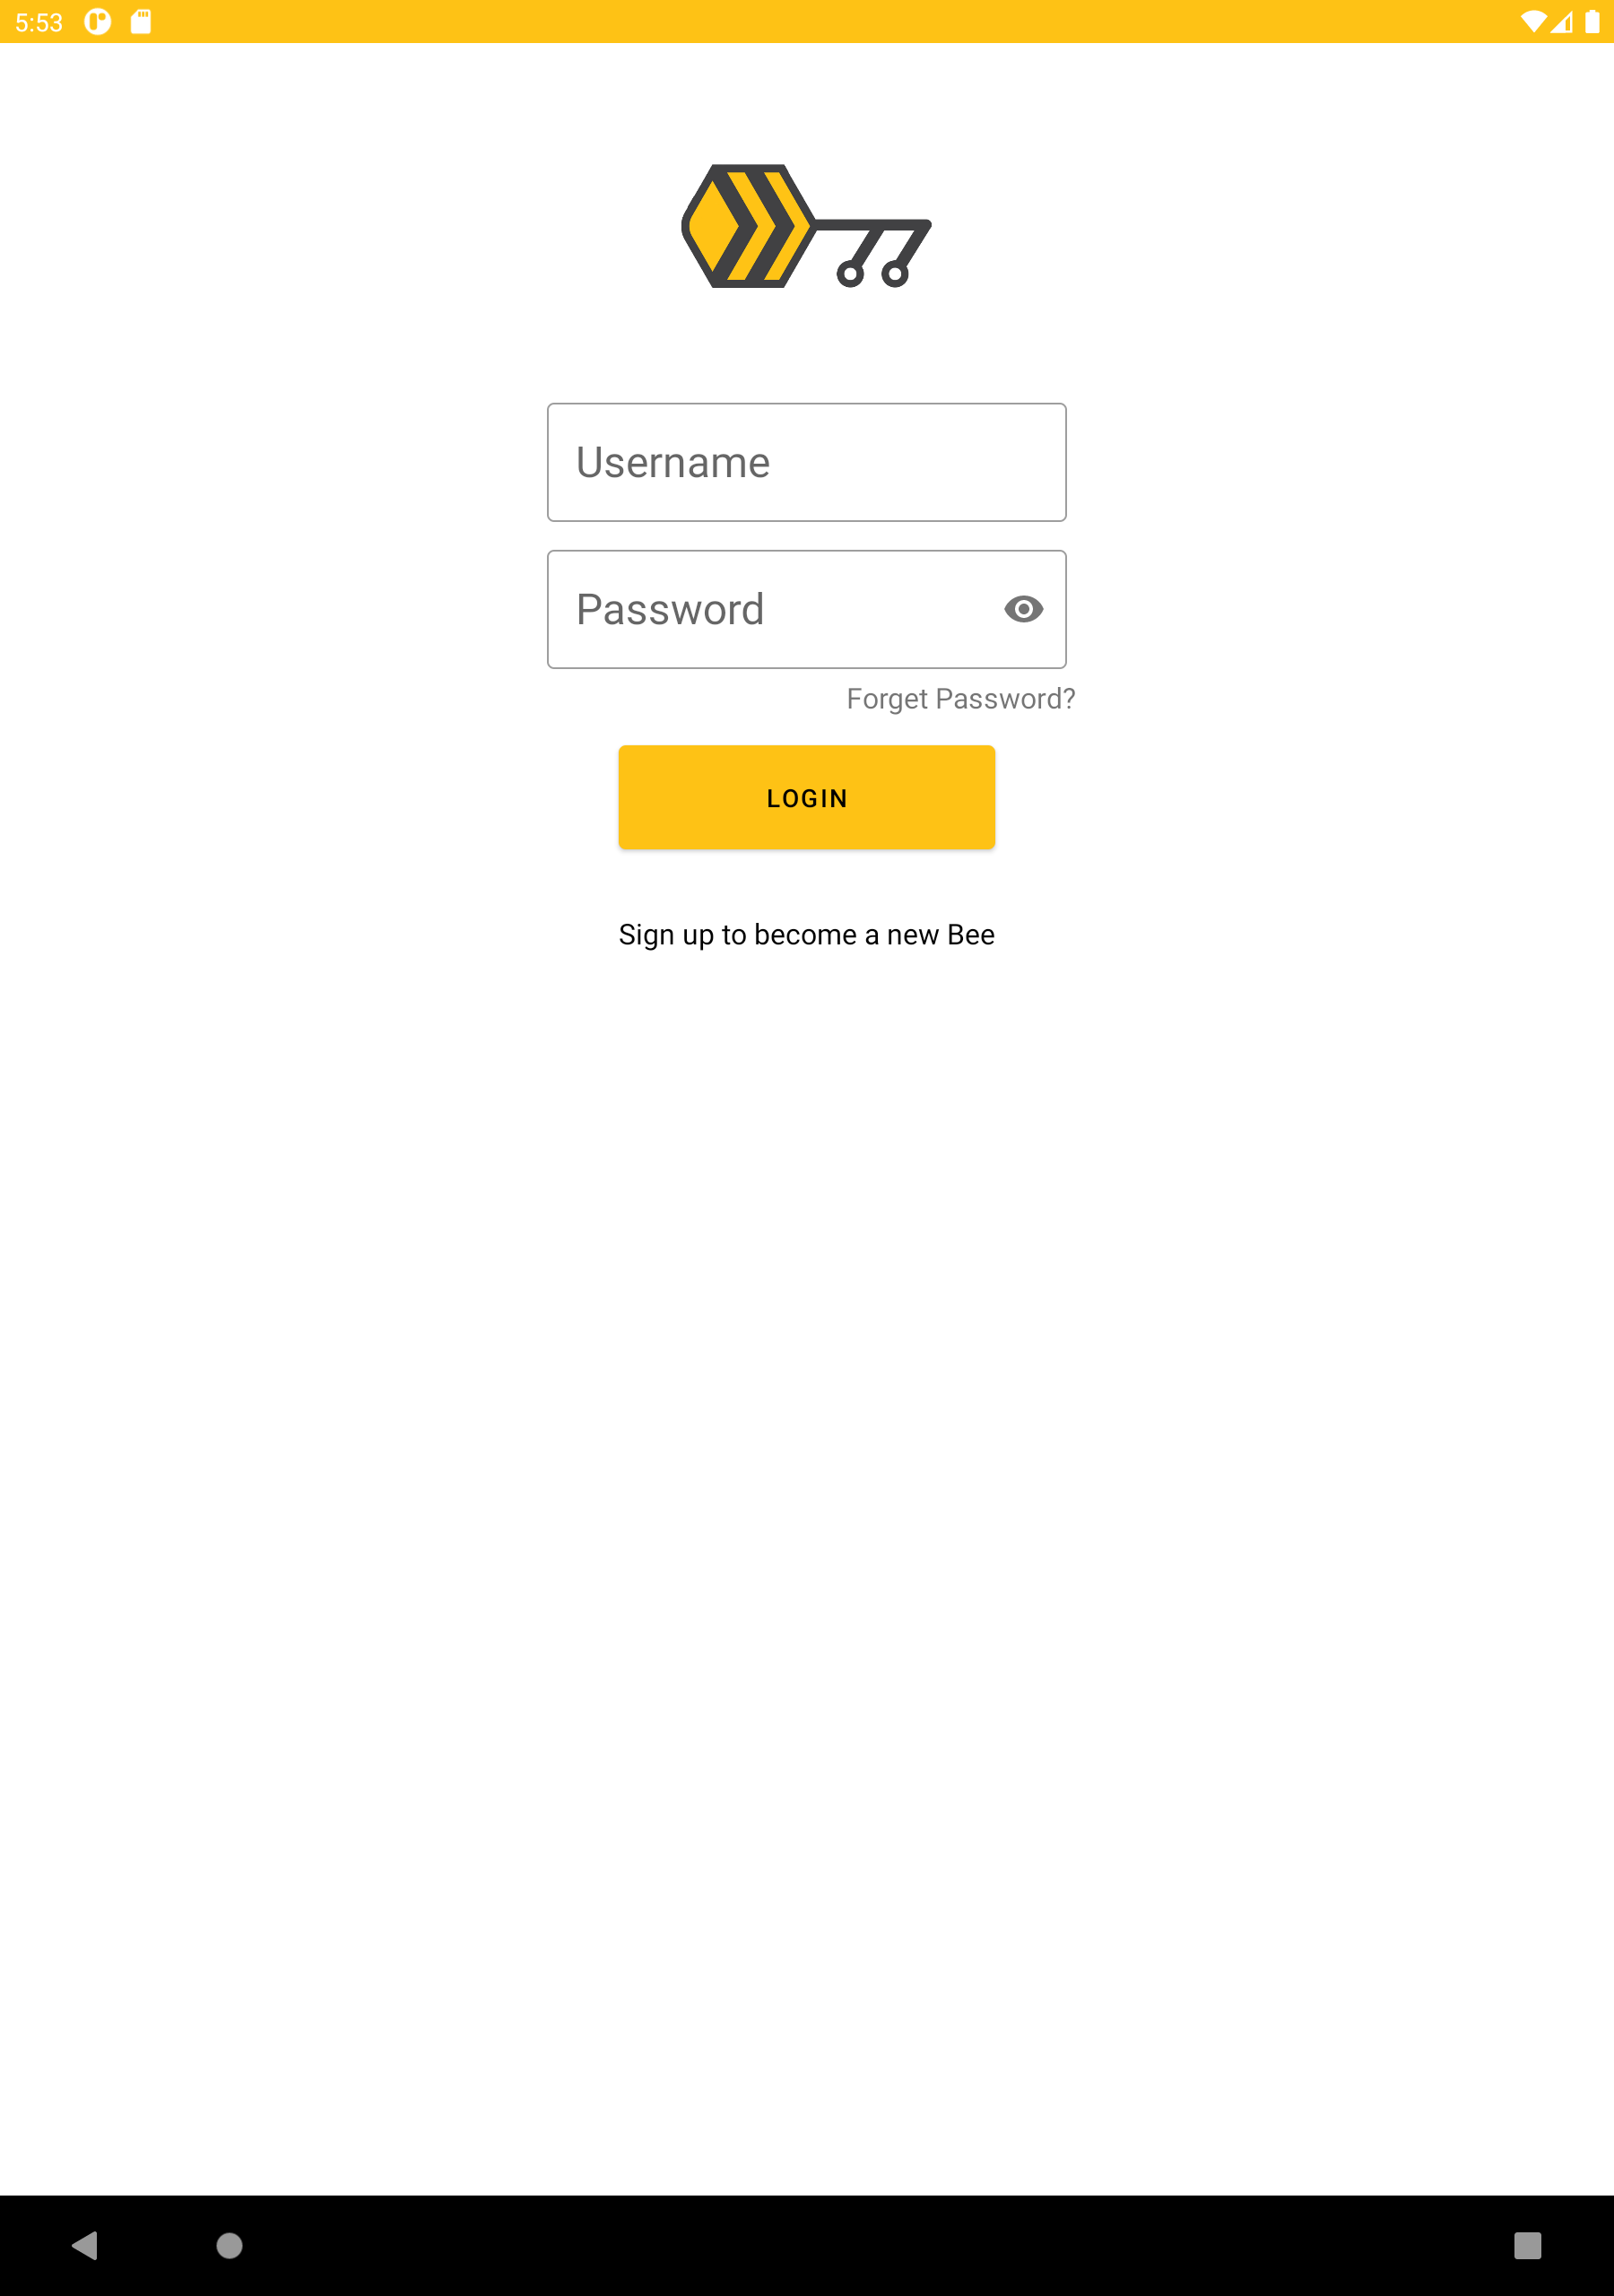 5:53
Username
Password
Forget Password?
LOGIN
Sign up to become a new Bee